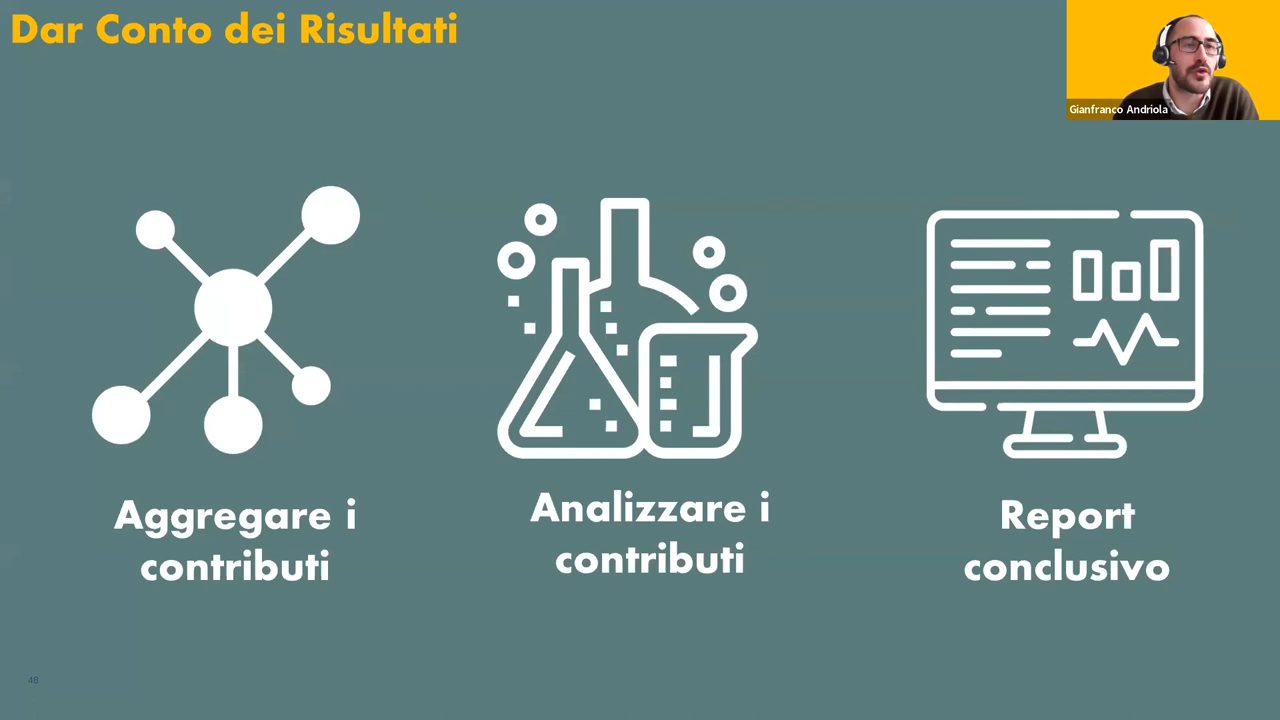 Dar Conto dei Risultati
Gianfranco Andriola
Aggregare i
contributi
Analizzare i
contributi
Report
conclusivo
48